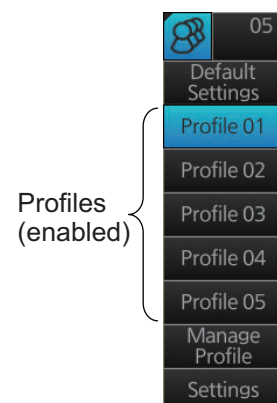 05
Default
Settings
Profile 01
Profile 02
Profile 03
Profile 04
Profile 05
Manage
Profile
Settings
Profiles
(enabled)